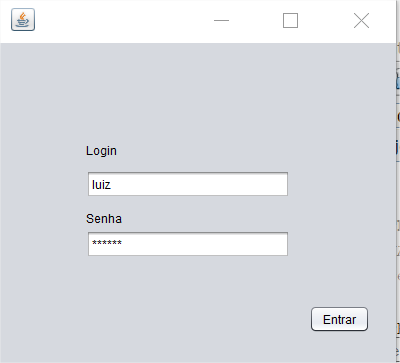 Login
luiz
Senha
******
Entrar